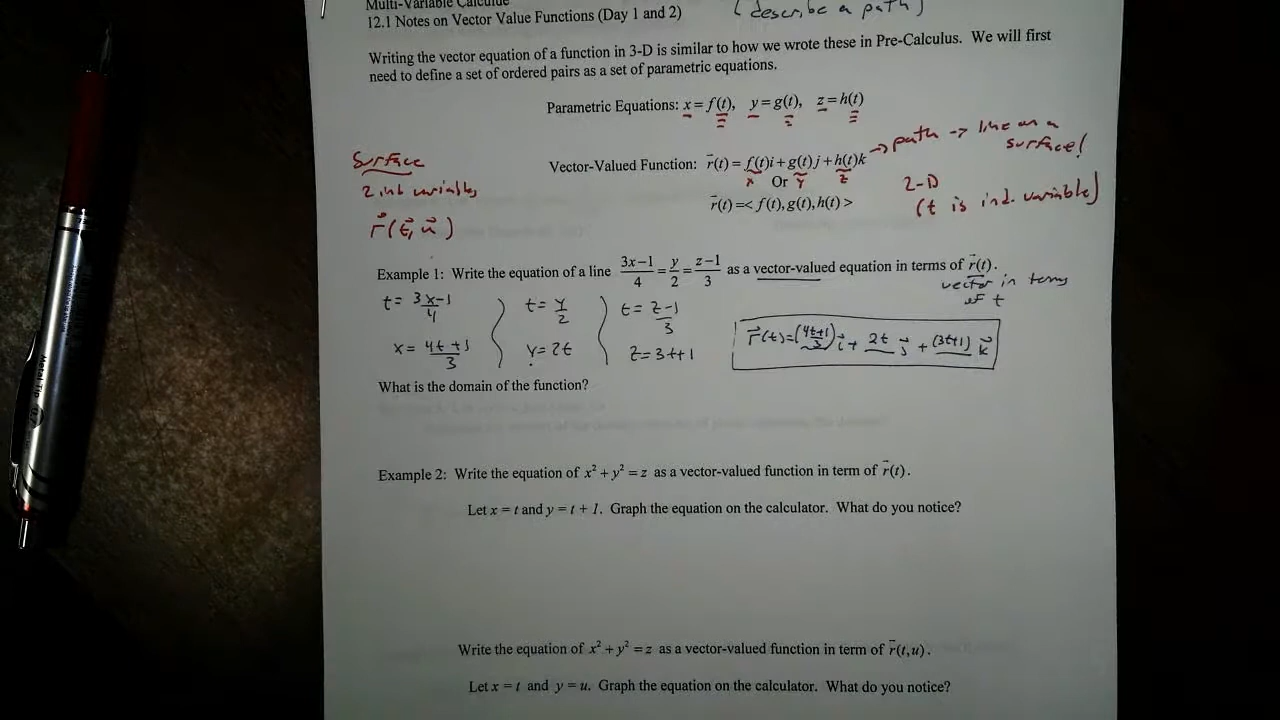 Multi-Variable Calculus
12.1 Notes on Vector Value Functions (Day 1 and 2)
(describe a path)
Writing the vector equation of a function in 3-D is similar to how we wrote these in Pre-Calculus. We will first
need to define a set of ordered pairs as a set of parametric equations.
Parametric Equations: x = f(t), y = g(t), z = h(t)
Surface
2 ind variables
r⃗(t⃗, u⃗)
Vector-Valued Function: r⃗(t) = f(t)i + g(t)j + h(t)k
→ path → line on a
surface!
x Or y z
r⃗(t) =< f(t), g(t), h(t) >
2-D
(t is ind. variable)
Example 1: Write the equation of a line (3x−1)/4 = y/2 = (z−1)/3 as a vector-valued equation in terms of r⃗(t).
vector in terms
of t
t = (3x-1)/4
t = y/2
t = (z-1)/3
x = (4t+1)/3
y = 2t
z = 3t+1
r⃗(t) = ((4t+1)/3) i⃗ + 2t j⃗ + (3t+1) k⃗
What is the domain of the function?
Example 2: Write the equation of x² + y² = z as a vector-valued function in term of r⃗(t).
Let x = t and y = t + 1. Graph the equation on the calculator. What do you notice?
Write the equation of x² + y² = z as a vector-valued function in term of r⃗(t,u).
Let x = t and y = u. Graph the equation on the calculator. What do you notice?
Metal Tip
0.7